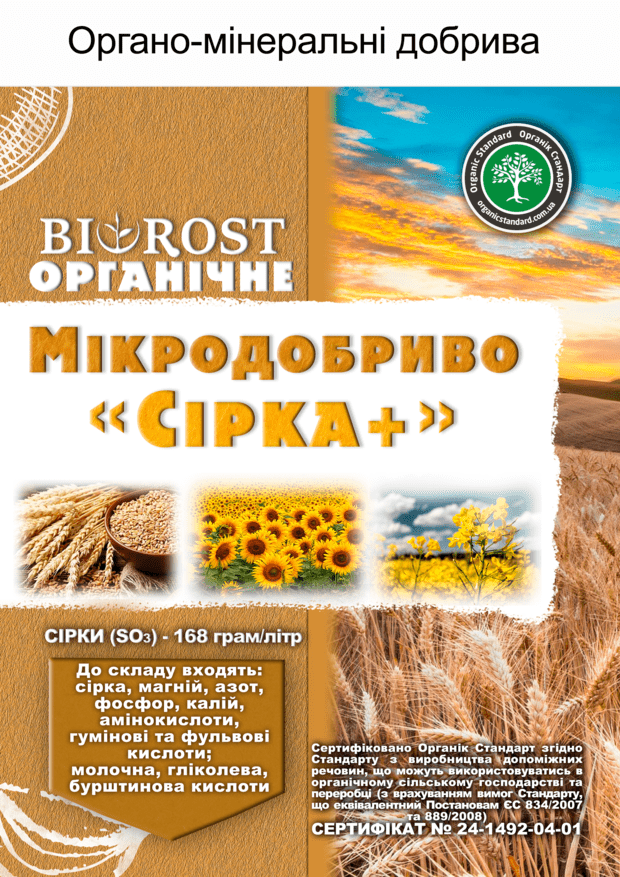 Органо-мінеральні добрива
Organic Standard Органік Стандарт
organicstandard.com.ua
BIOROST
ОРГАНІЧНЕ
Мікродобриво
«Сірка+»
СІРКИ (SO₃) - 168 грам/літр
До складу входять:
сірка, магній, азот,
фосфор, калій,
амінокислоти,
гумінові та фульвові
кислоти;
молочна, гліколева,
бурштинова кислоти
Сертифіковано Органік Стандарт згідно
Стандарту з виробництва допоміжних
речовин, що можуть використовуватись в
органічному сільському господарстві та
переробці (з врахуванням вимог Стандарту,
що еквівалентний Постановам ЄС 834/2007
та 889/2008)
СЕРТИФІКАТ № 24-1492-04-01